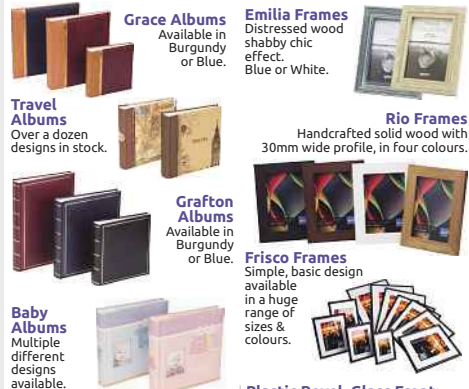 Grace Albums
Available in
Burgundy
or Blue.
Travel
Albums
Over a dozen
designs in stock.
Grafton
Albums
Available in
Burgundy
or Blue.
Baby
Albums
Multiple
different
designs
available.
Emilia Frames
Distressed wood
shabby chic
effect.
Blue or White.
Rio Frames
Handcrafted solid wood with
30mm wide profile, in four colours.
Frisco Frames
Simple, basic design
available
in a huge
range of
sizes &
colours.